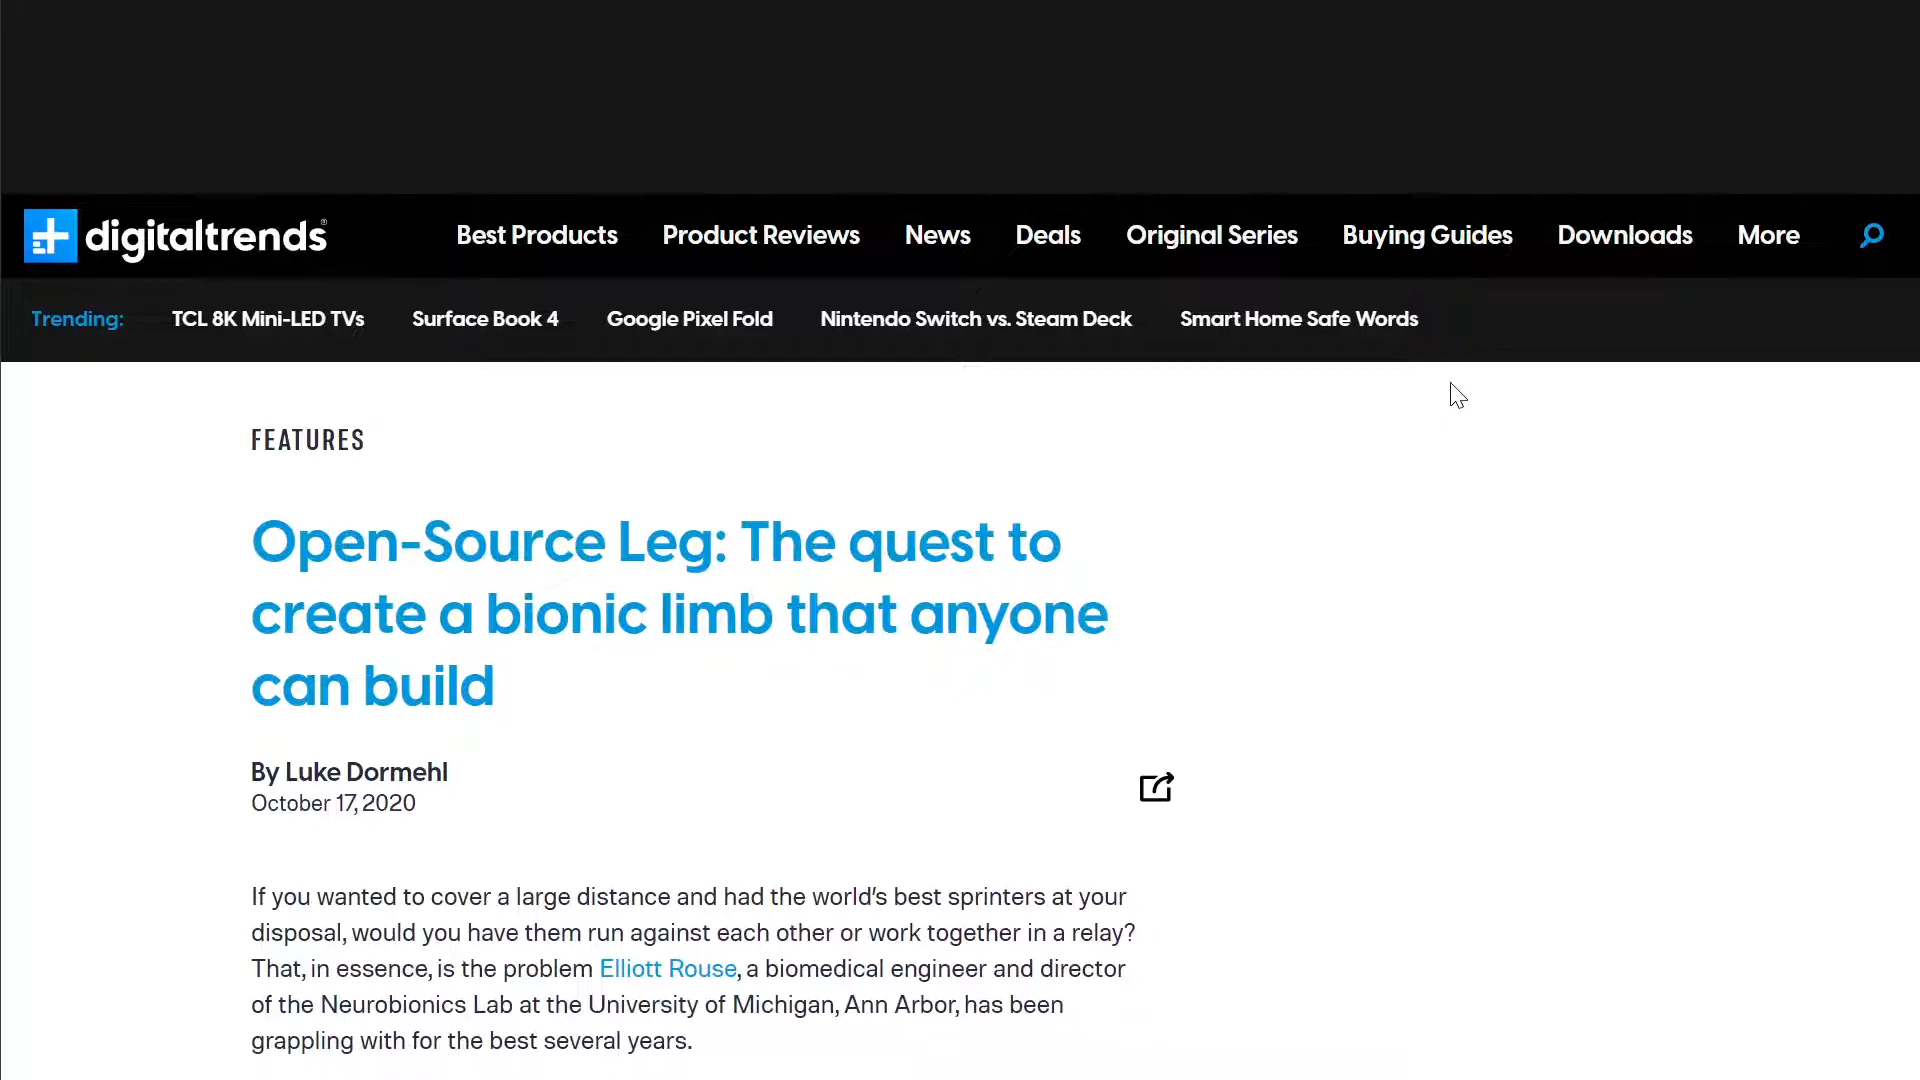 digitaltrends®
Best Products Product Reviews News Deals Original Series Buying Guides Downloads More
Trending: TCL 8K Mini-LED TVs Surface Book 4 Google Pixel Fold Nintendo Switch vs. Steam Deck Smart Home Safe Words
FEATURES
Open-Source Leg: The quest to
create a bionic limb that anyone
can build
By Luke Dormehl
October 17, 2020
If you wanted to cover a large distance and had the world's best sprinters at your
disposal, would you have them run against each other or work together in a relay?
That, in essence, is the problem Elliott Rouse, a biomedical engineer and director
of the Neurobionics Lab at the University of Michigan, Ann Arbor, has been
grappling with for the best several years.